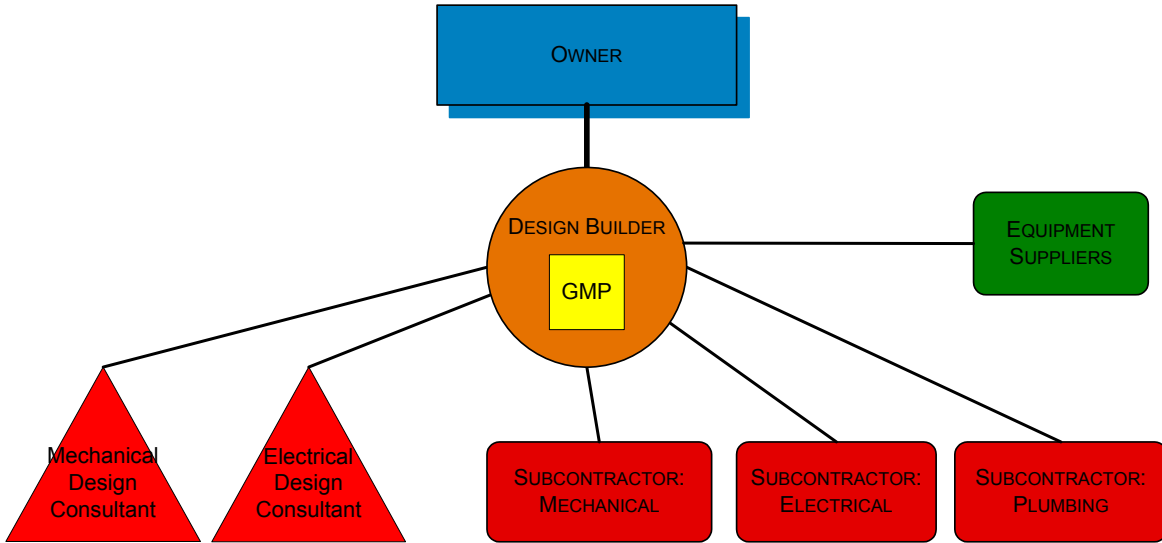 OWNER
DESIGN BUILDER
GMP
EQUIPMENT
SUPPLIERS
Mechanical
Design
Consultant
Electrical
Design
Consultant
SUBCONTRACTOR:
MECHANICAL
SUBCONTRACTOR:
ELECTRICAL
SUBCONTRACTOR:
PLUMBING